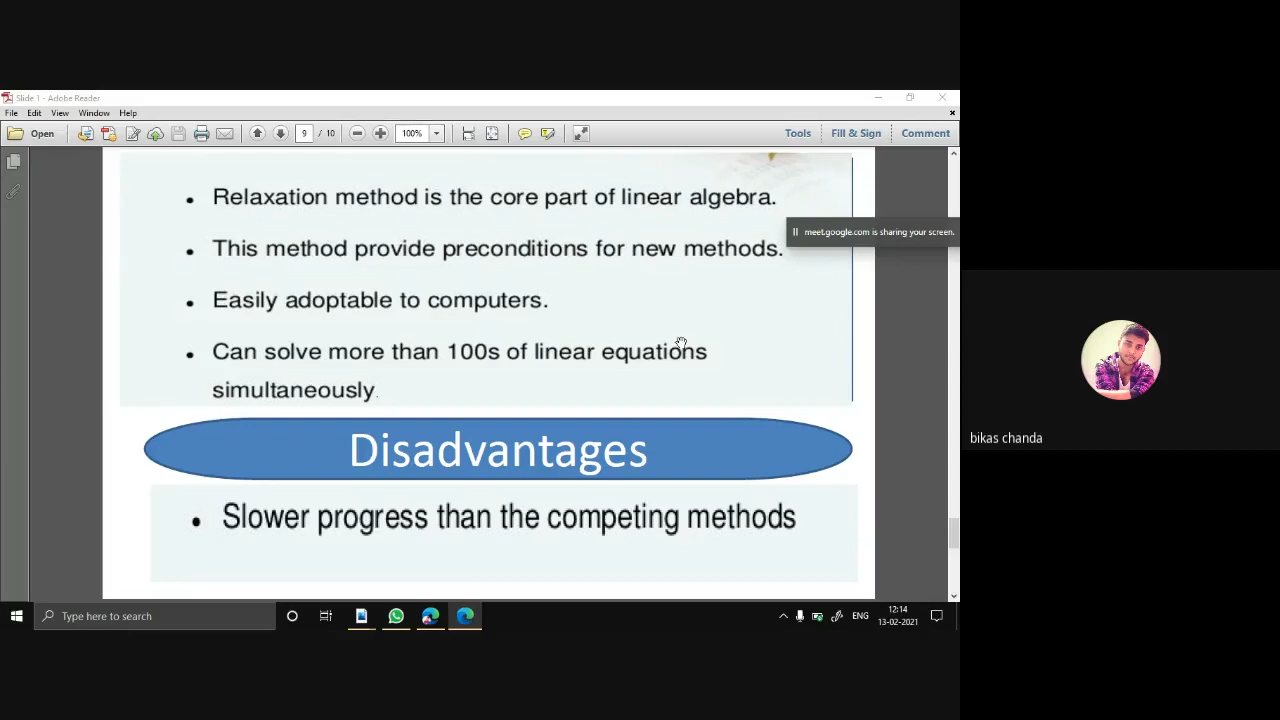 Slide 1 - Adobe Reader
File Edit View Window Help
Open 9 / 10 100% Tools Fill & Sign Comment
• Relaxation method is the core part of linear algebra.
meet.google.com is sharing your screen.
• This method provide preconditions for new methods.
• Easily adoptable to computers.
• Can solve more than 100s of linear equations
simultaneously.
bikas chanda
Disadvantages
• Slower progress than the competing methods
Type here to search ENG 12:14
13-02-2021